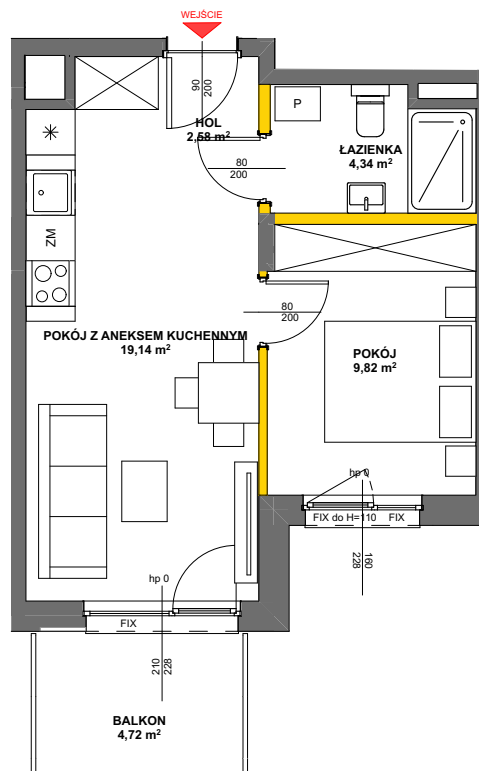 WEJŚCIE
90
200
HOL
2,58 m²
P
ŁAZIENKA
4,34 m²
80
200
ZM
80
200
POKÓJ Z ANEKSEM KUCHENNYM
19,14 m²
POKÓJ
9,82 m²
hp 0
FIX do H=110 FIX
160
228
hp 0
FIX
210
228
BALKON
4,72 m²